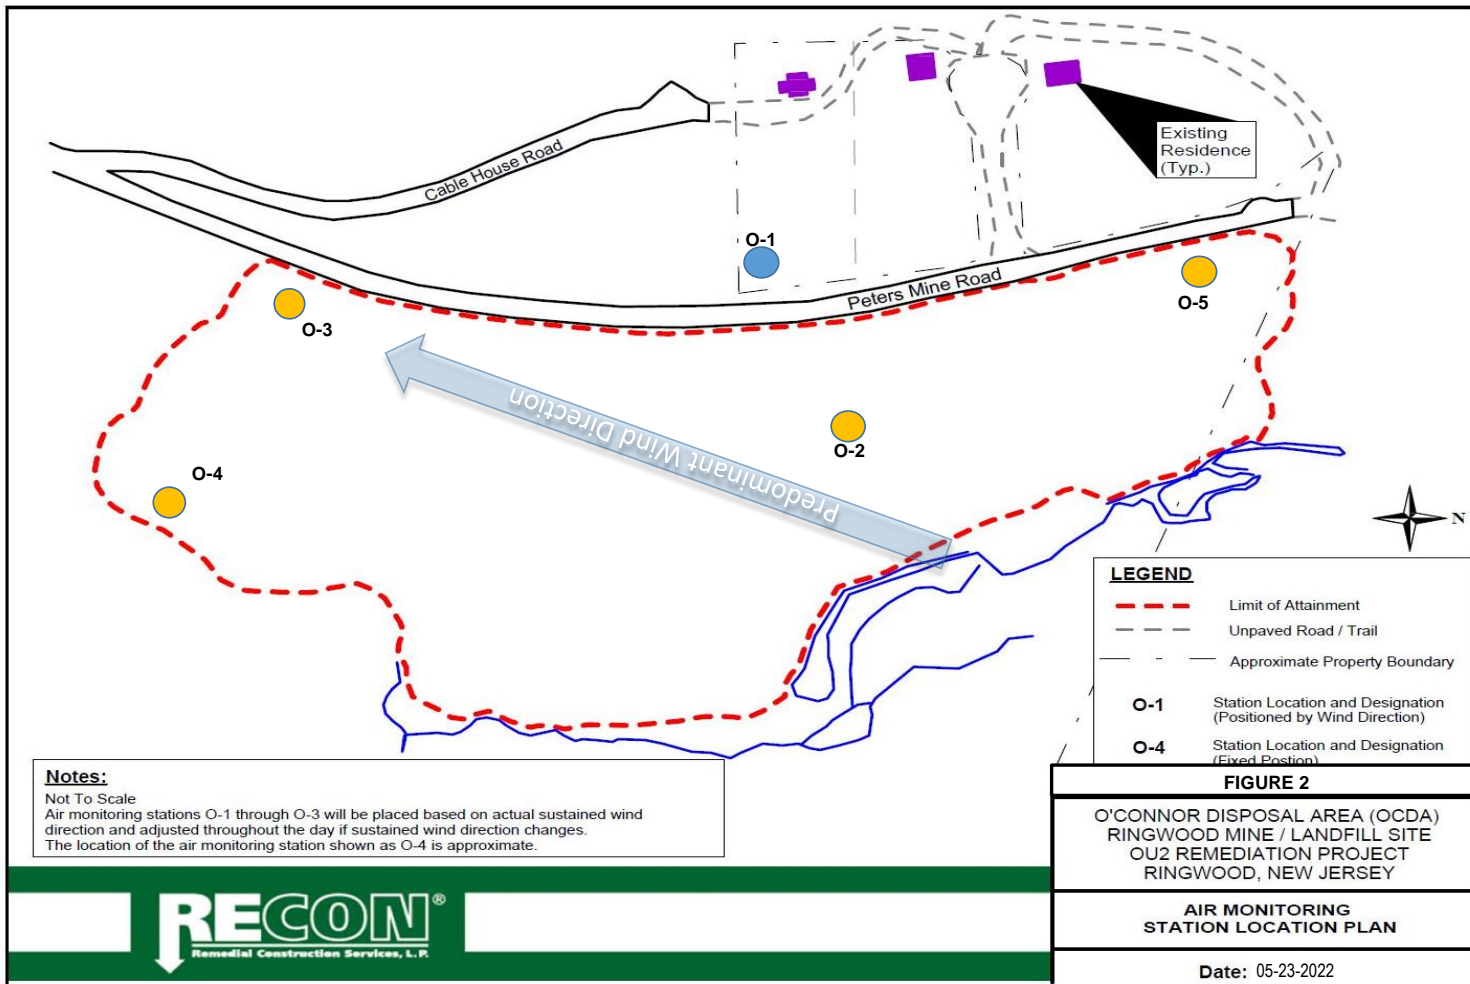 Cable House Road
Existing
Residence
(Typ.)
O-1
Peters Mine Road
O-5
O-3
Predominant Wind Direction
O-2
O-4
N
LEGEND
Limit of Attainment
Unpaved Road / Trail
Approximate Property Boundary
O-1 Station Location and Designation
(Positioned by Wind Direction)
O-4 Station Location and Designation
(Fixed Postion)
Notes:
Not To Scale
Air monitoring stations O-1 through O-3 will be placed based on actual sustained wind
direction and adjusted throughout the day if sustained wind direction changes.
The location of the air monitoring station shown as O-4 is approximate.
FIGURE 2
O'CONNOR DISPOSAL AREA (OCDA)
RINGWOOD MINE / LANDFILL SITE
OU2 REMEDIATION PROJECT
RINGWOOD, NEW JERSEY
AIR MONITORING
STATION LOCATION PLAN
Date: 05-23-2022
RECON®
Remedial Construction Services, L.P.